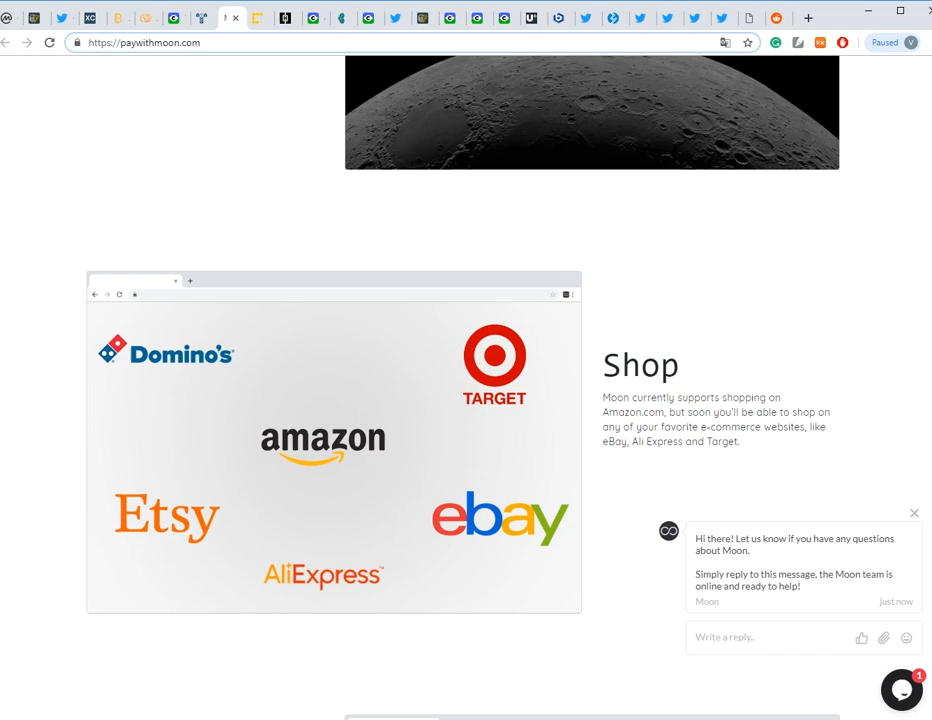 XC
https://paywithmoon.com
Paused
V
Domino's
TARGET
amazon
Etsy
ebay
AliExpress™
Shop
Moon currently supports shopping on
Amazon.com, but soon you'll be able to shop on
any of your favorite e-commerce websites, like
eBay, Ali Express and Target.
Hi there! Let us know if you have any questions
about Moon.
Simply reply to this message, the Moon team is
online and ready to help!
Moon
just now
Write a reply..
1